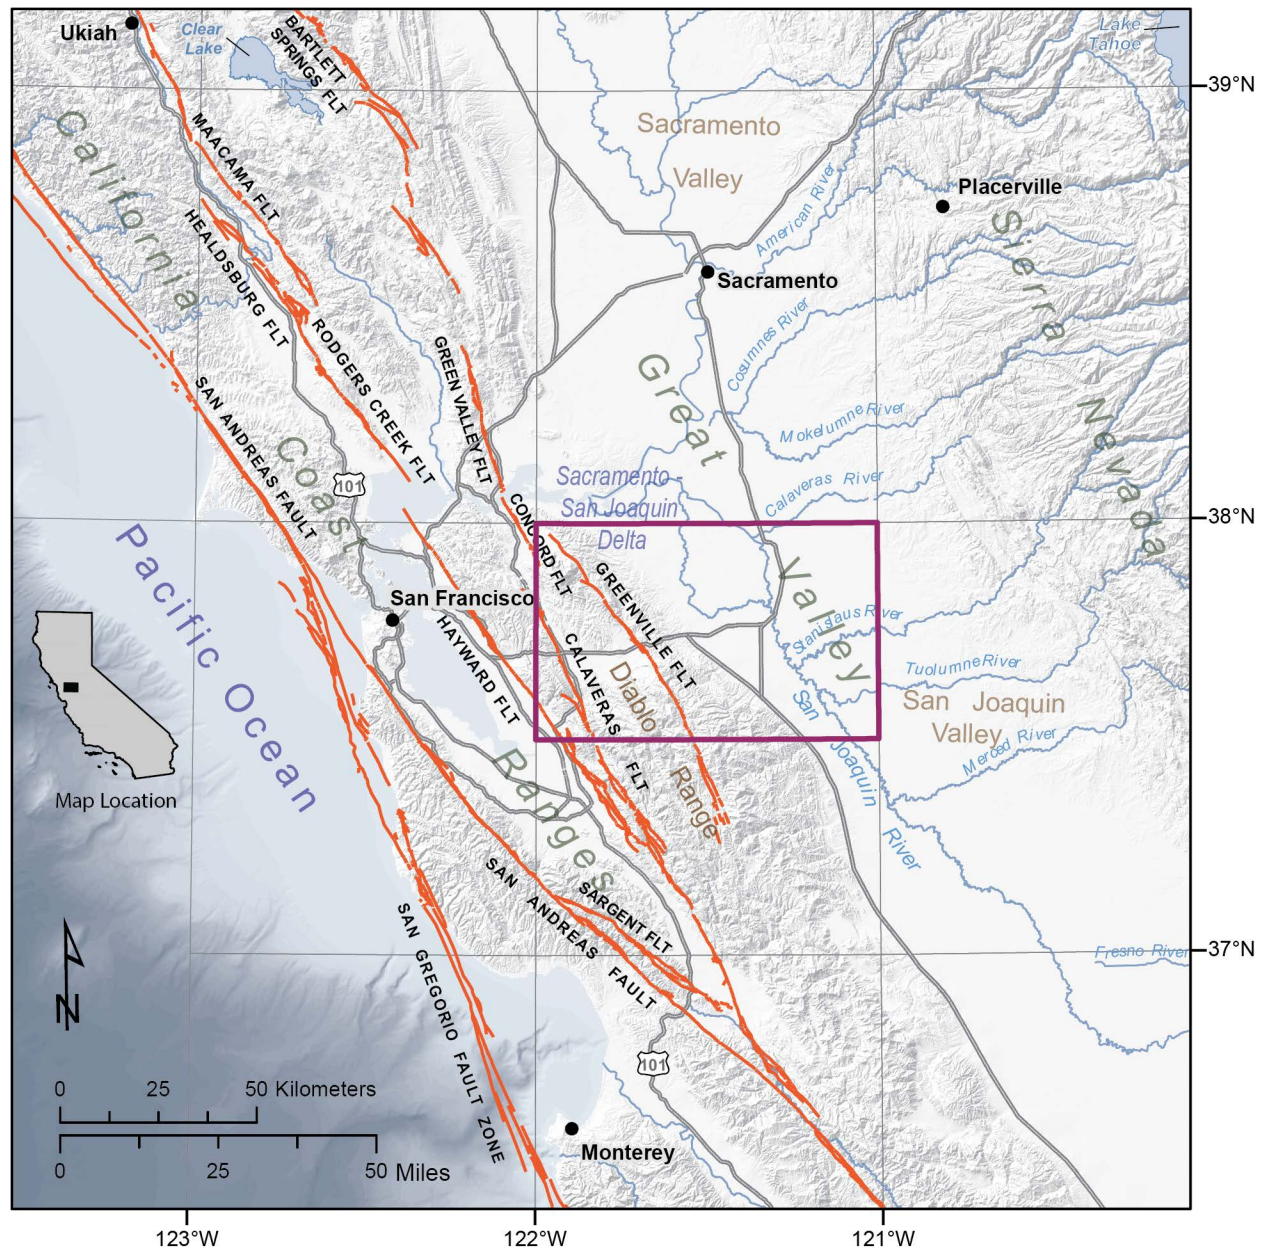 Ukiah
Clear
Lake
BARTLETT
SPRINGS FLT
Lake
Tahoe
39°N
Sacramento
Valley
MAACAMA FLT
California
American River
Placerville
Sierra
Nevada
HEALDSBURG FLT
Sacramento
RODGERS CREEK FLT
GREEN VALLEY FLT
Great
Valley
Cosumnes River
Mokelumne River
SAN ANDREAS FAULT
Coast
Ranges
101
Sacramento -
San Joaquin
Delta
Calaveras River
38°N
CONCORD FLT
Pacific Ocean
San Francisco
GREENVILLE FLT
HAYWARD FLT
CALAVERAS
FLT
Diablo
Range
Stanislaus River
Tuolumne River
San Joaquin
Valley
Merced River
San Joaquin
River
Map Location
SAN ANDREAS FAULT
SARGENT FLT
SAN GREGORIO FAULT ZONE
37°N
Fresno River
N
101
0 25 50 Kilometers
0 25 50 Miles
Monterey
123°W
122°W
121°W